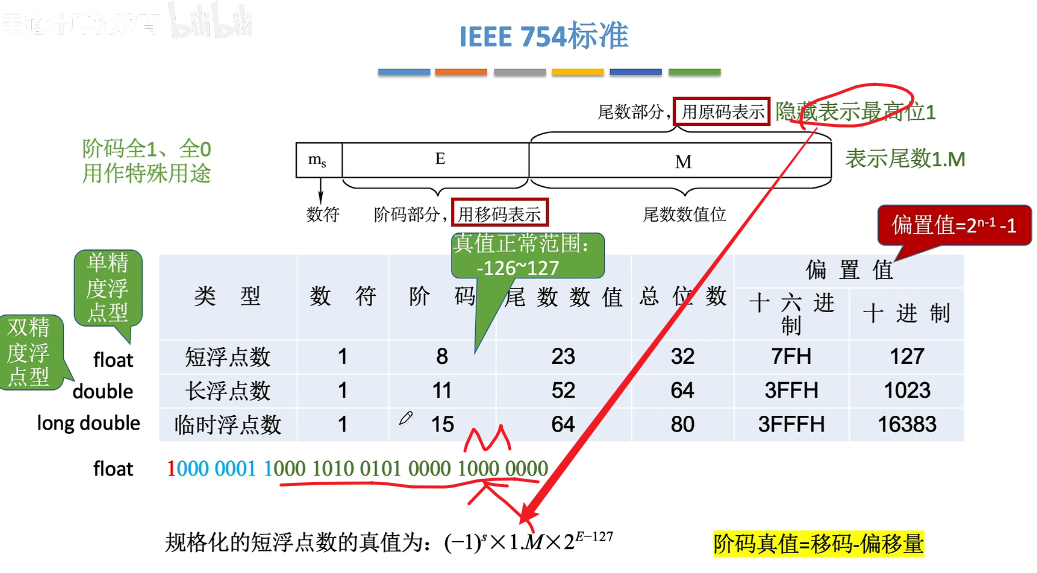 bilibili
IEEE 754标准
尾数部分，用原码表示 隐藏表示最高位1
阶码全1、全0
用作特殊用途
mₛ E M
表示尾数1.M
数符 阶码部分，用移码表示 尾数数值位
偏置值=2ⁿ⁻¹ -1
真值正常范围：
-126~127
单精
度浮
点型
双精
度浮
点型
类 型 数 符 阶 码 尾 数 数 值 总 位 数 偏 置 值
十 六 进
制
十 进 制
float 短浮点数 1 8 23 32 7FH 127
double 长浮点数 1 11 52 64 3FFH 1023
long double 临时浮点数 1 15 64 80 3FFFH 16383
M
float 1000 0001 1000 1010 0101 0000 1000 0000
规格化的短浮点数的真值为：(−1)ˢ×1.M×2ᴱ⁻¹²⁷
阶码真值=移码-偏移量